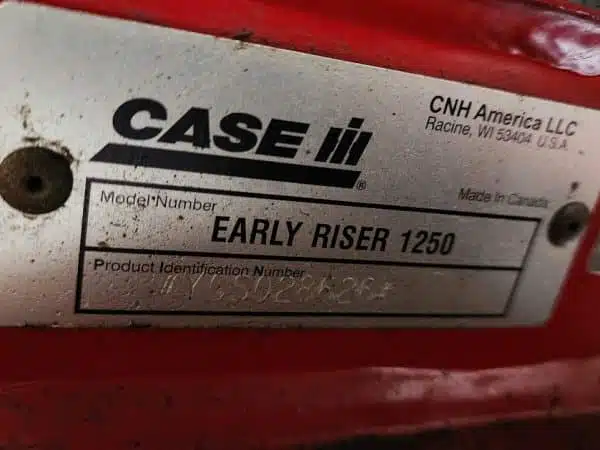 CASE IH®
CNH America LLC
Racine, WI 53404 U.S.A.
Made In Canada
Model Number
EARLY RISER 1250
Product Identification Number